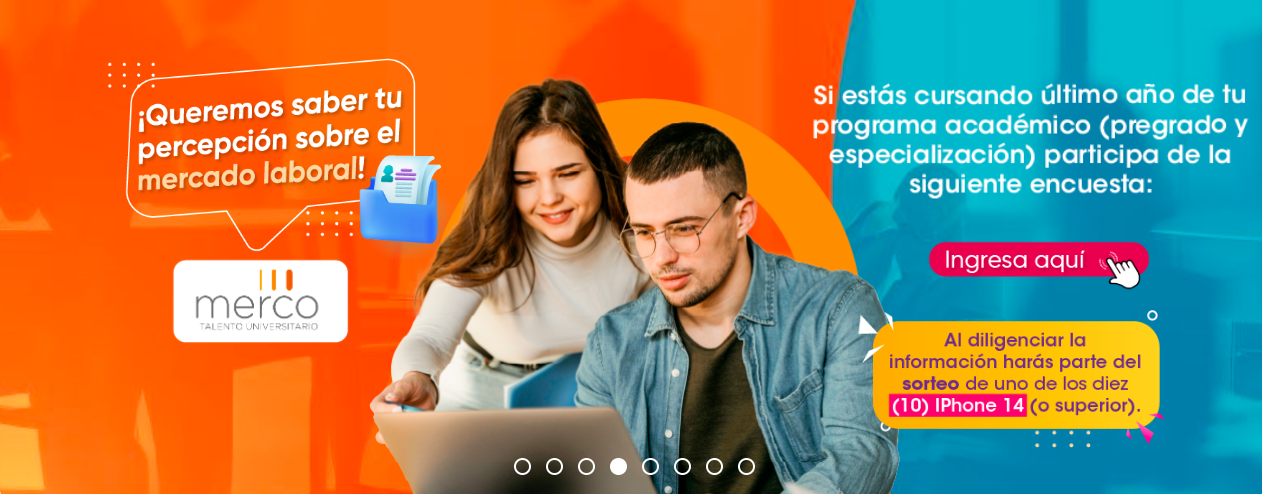 ¡Queremos saber tu
percepción sobre el
mercado laboral!
merco
TALENTO UNIVERSITARIO
Si estás cursando último año de tu
programa académico (pregrado y
especialización) participa de la
siguiente encuesta:
Ingresa aquí
Al diligenciar la
información harás parte del
sorteo de uno de los diez
(10) IPhone 14 (o superior).